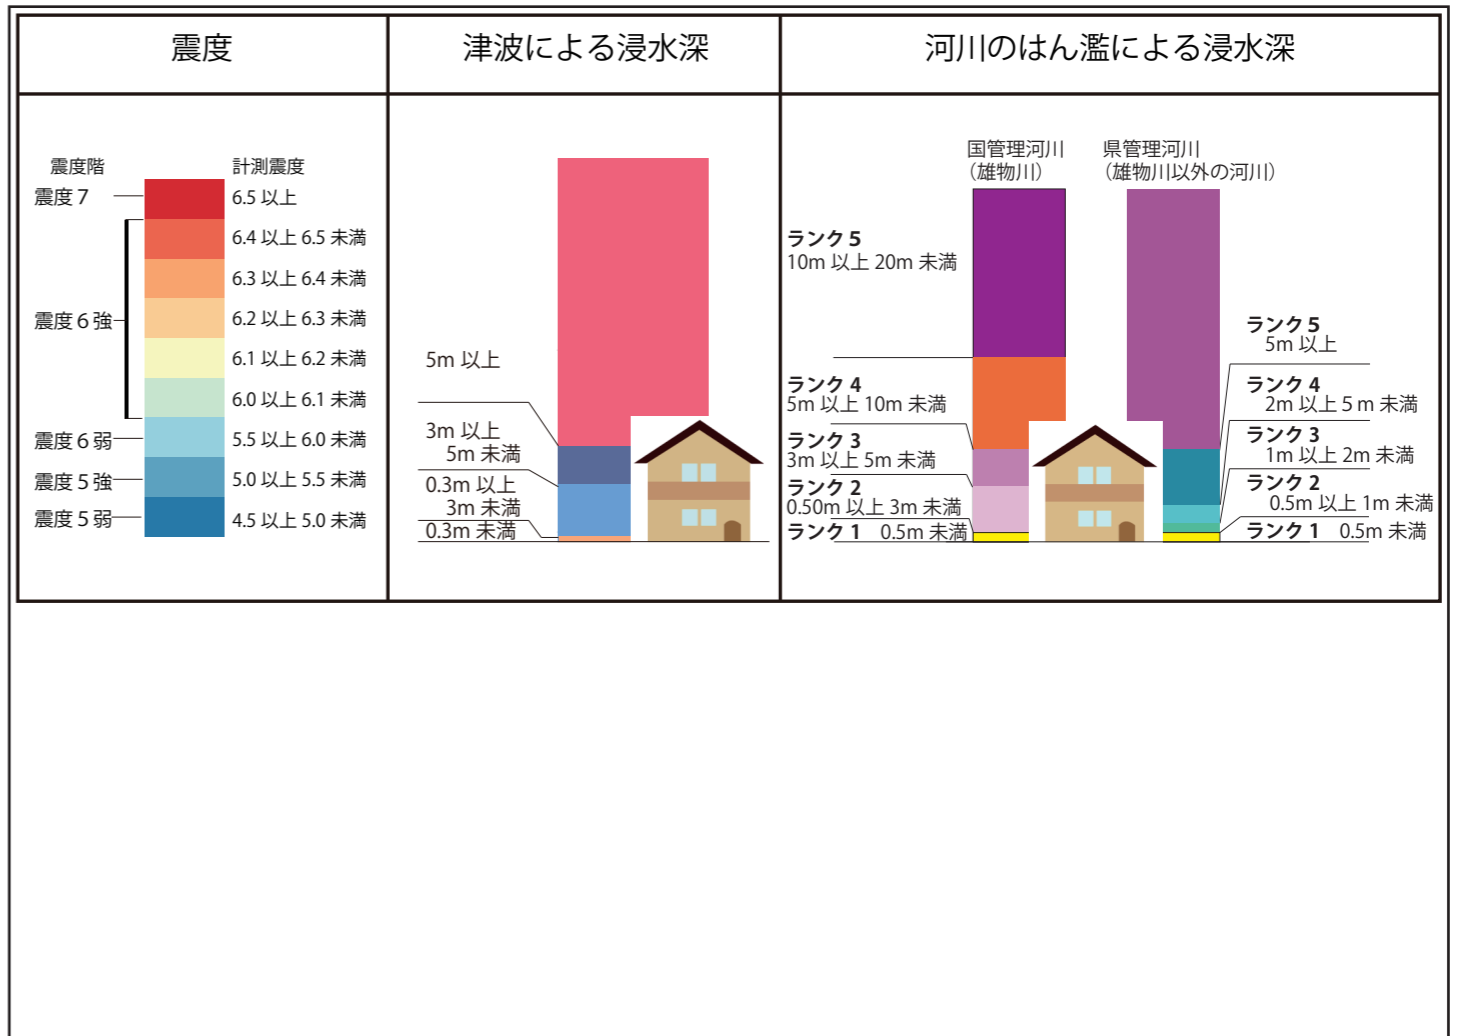 震度
津波による浸水深
河川のはん濫による浸水深
震度階
計測震度
震度７
6.5 以上
6.4 以上 6.5 未満
6.3 以上 6.4 未満
震度６強
6.2 以上 6.3 未満
6.1 以上 6.2 未満
6.0 以上 6.1 未満
震度６弱
5.5 以上 6.0 未満
震度５強
5.0 以上 5.5 未満
震度５弱
4.5 以上 5.0 未満
5m 以上
3m 以上
5m 未満
0.3m 以上
3m 未満
0.3m 未満
国管理河川
（雄物川）
ランク 5
10m 以上 20m 未満
ランク 4
5m 以上 10m 未満
ランク 3
3m 以上 5m 未満
ランク 2
0.50m 以上 3m 未満
ランク 1 0.5m 未満
県管理河川
（雄物川以外の河川）
ランク 5
5m 以上
ランク 4
2m 以上 5 m 未満
ランク 3
1m 以上 2m 未満
ランク 2
0.5m 以上 1m 未満
ランク 1 0.5m 未満